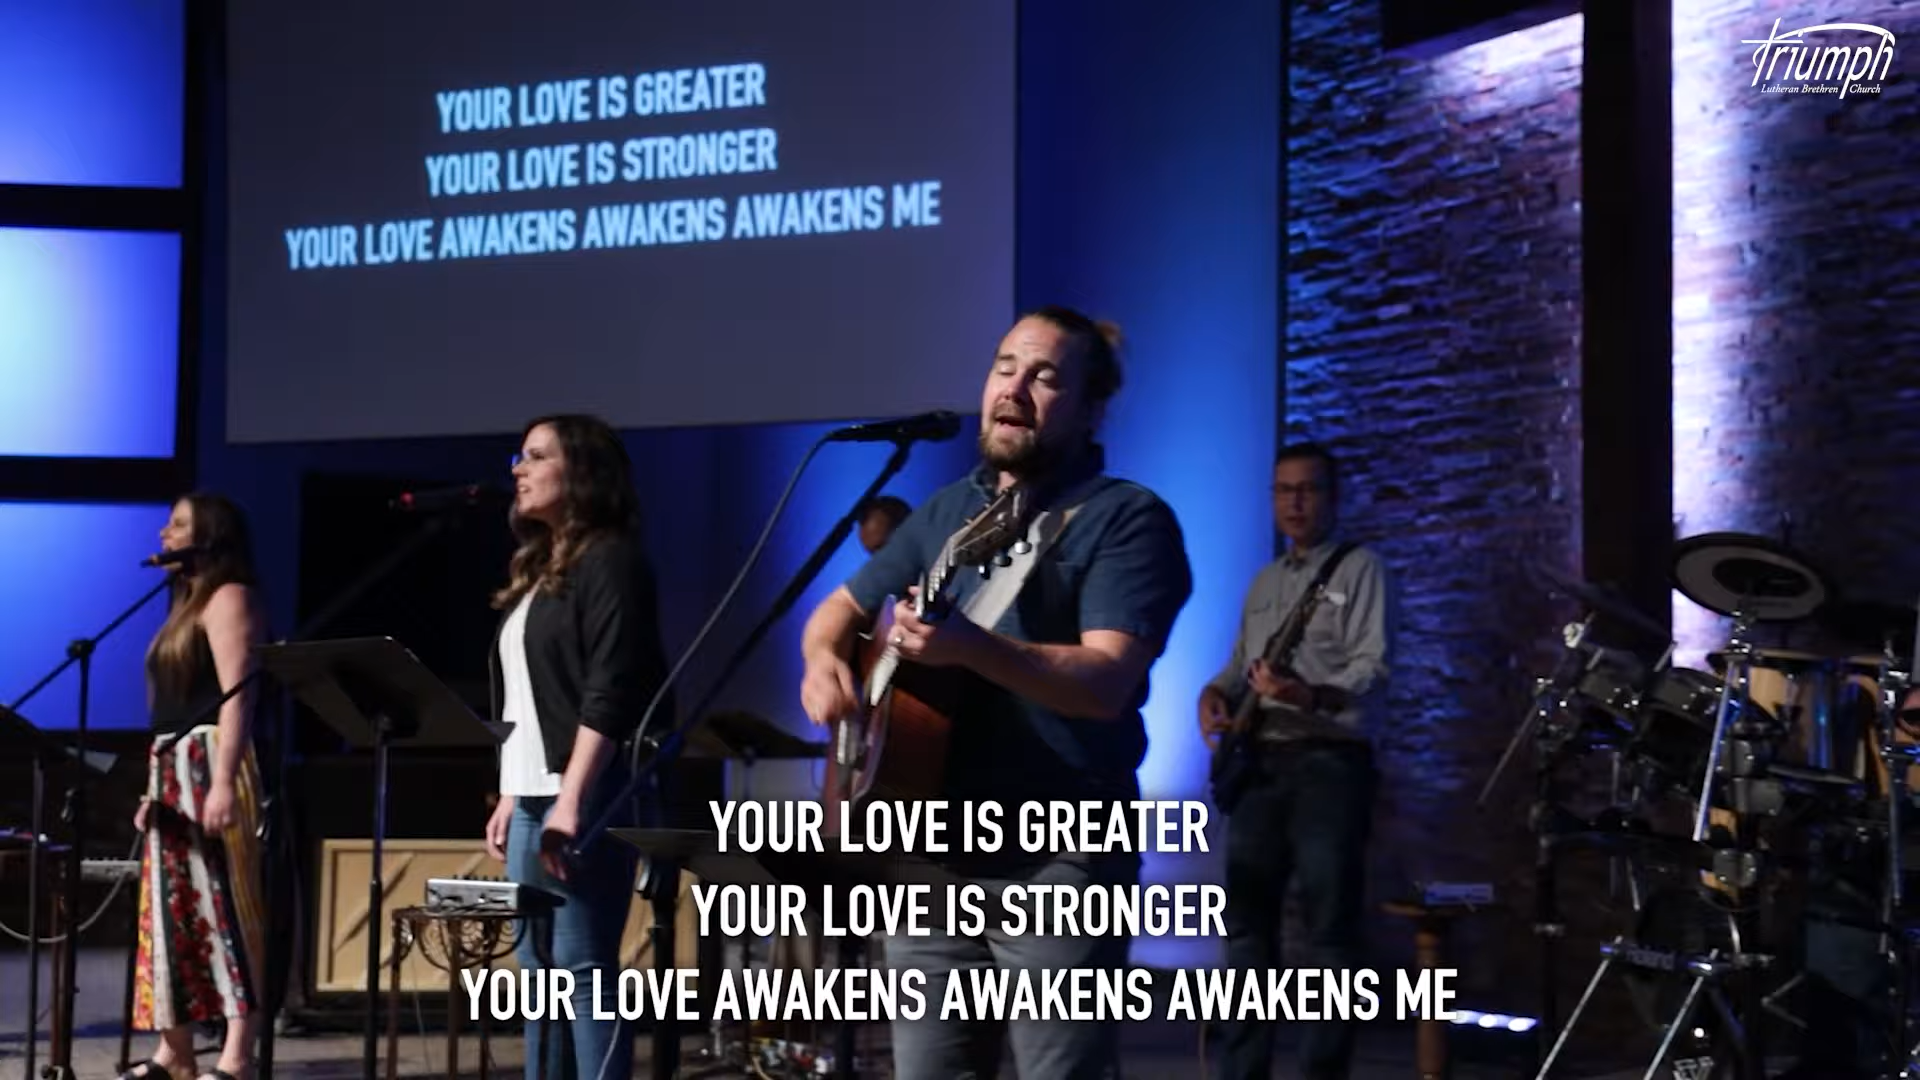 triumph
Lutheran Brethren Church
YOUR LOVE IS GREATER
YOUR LOVE IS STRONGER
YOUR LOVE AWAKENS AWAKENS AWAKENS ME
Roland
YOUR LOVE IS GREATER
YOUR LOVE IS STRONGER
YOUR LOVE AWAKENS AWAKENS AWAKENS ME